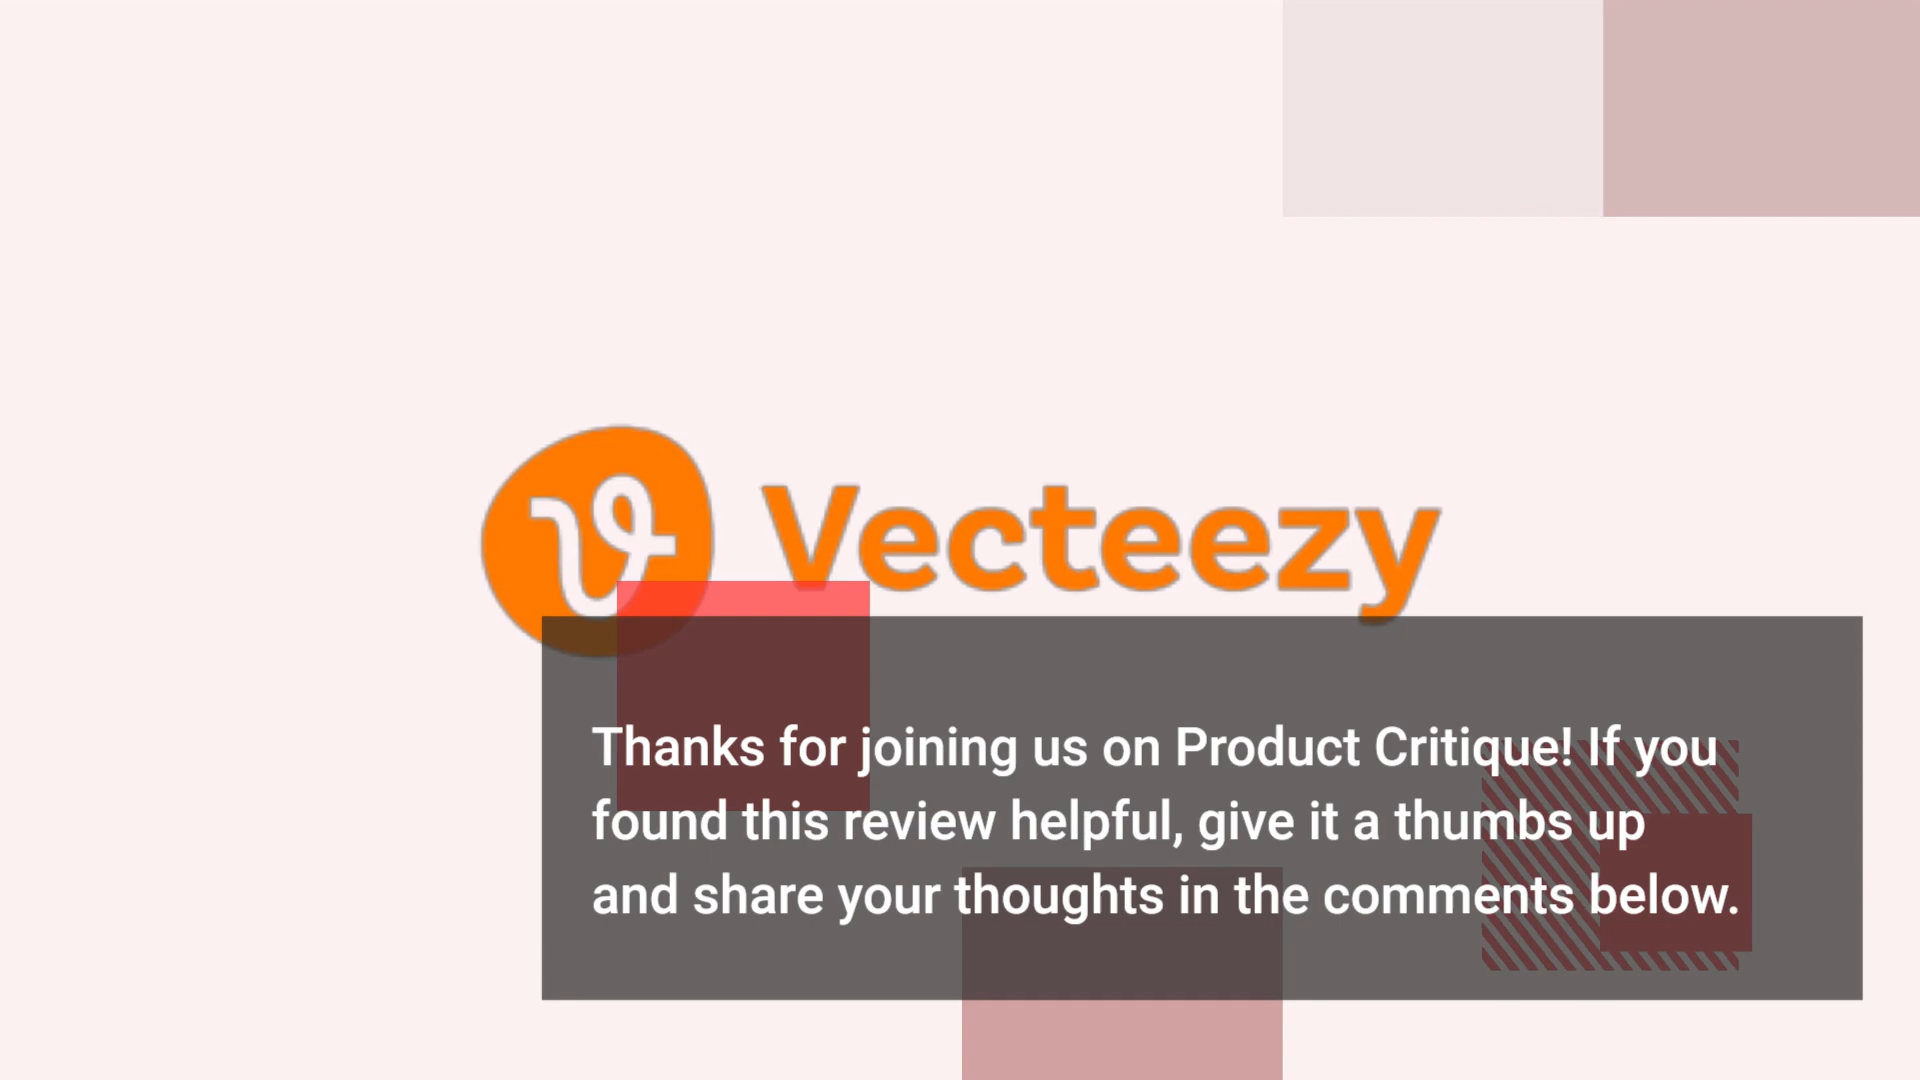 Vecteezy
Thanks for joining us on Product Critique! If you
found this review helpful, give it a thumbs up
and share your thoughts in the comments below.